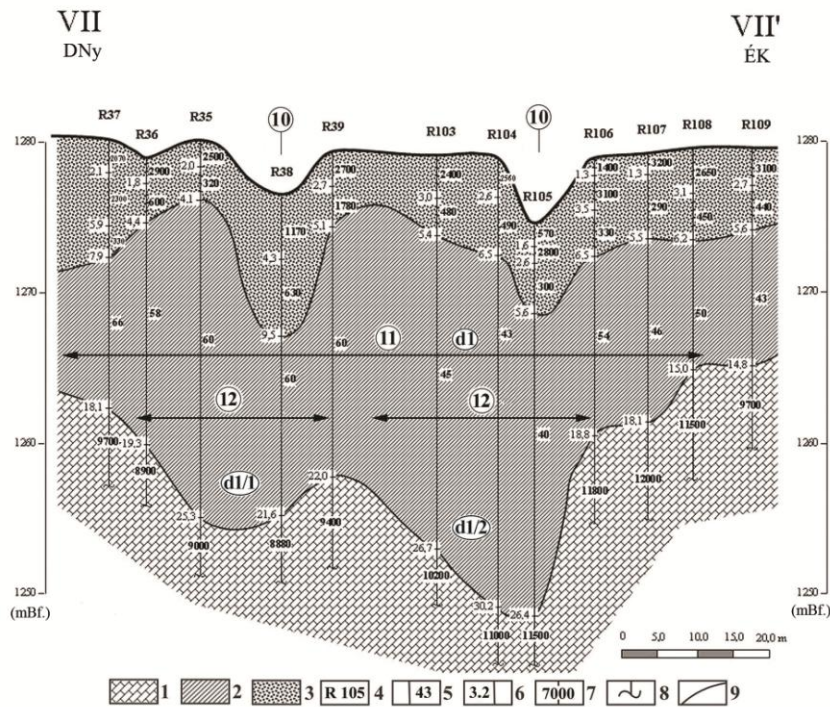 VII VII'
DNy ÉK
10 10
R37 R36 R35 R38 R39 R103 R104 R105 R106 R107 R108 R109
1280 1280
2,1 1,8 2900 2,0 2500 2,7 2700 3,0 2400 2,6 1,3 1400 1,3 3200 3,1 2650 2,7 3100
600 320 1170 1780 480 490 570 3100 290 450 440
5,9 4,4 4,1 4,3 5,1 5,4 6,5 1,6 2800 3,5 330 5,5 6,2 5,6
7,9 630 2,6 300 6,5
1270 9,5 5,6 1270
66 58 60 60 60 45 43 40 54 46 50 43
11 d1
15,0 14,8
12 12
18,1 9700 19,3 8900 18,8 18,1 11500 9700
1260 1260
d1/1 22,0 11800 12000
25,3 21,6 9400 d1/2
9000 8880 26,7 10200
1250 30,2 26,4 1250
(mBf.) 11000 11500 (mBf.)
0 5,0 10,0 15,0 20,0 m
1 2 3 R 105 4 43 5 3.2 6 7000 7 8 9